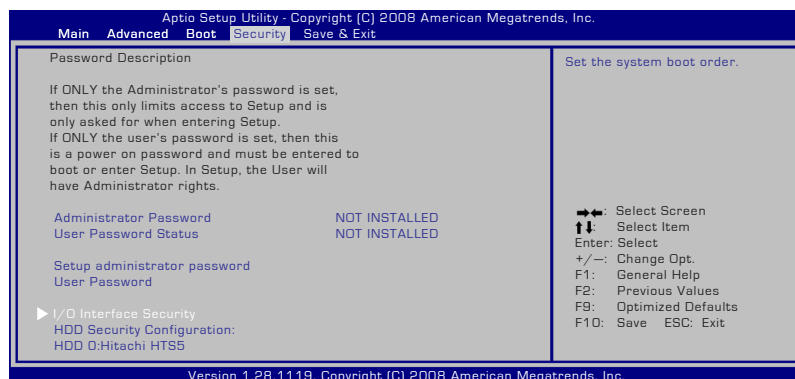 Aptio Setup Utility - Copyright (C) 2008 American Megatrends, Inc.
Main Advanced Boot Security Save & Exit
Password Description
If ONLY the Administrator's password is set,
then this only limits access to Setup and is
only asked for when entering Setup.
If ONLY the user's password is set, then this
is a power on password and must be entered to
boot or enter Setup. In Setup, the User will
have Administrator rights.
Administrator Password NOT INSTALLED
User Password Status NOT INSTALLED
Setup administrator password
User Password
I/O Interface Security
HDD Security Configuration:
HDD 0:Hitachi HTS5
Set the system boot order.
→←: Select Screen
↑↓: Select Item
Enter: Select
+/—: Change Opt.
F1: General Help
F2: Previous Values
F9: Optimized Defaults
F10: Save ESC: Exit
Version 1.28.1119. Copyright (C) 2008 American Megatrends, Inc.